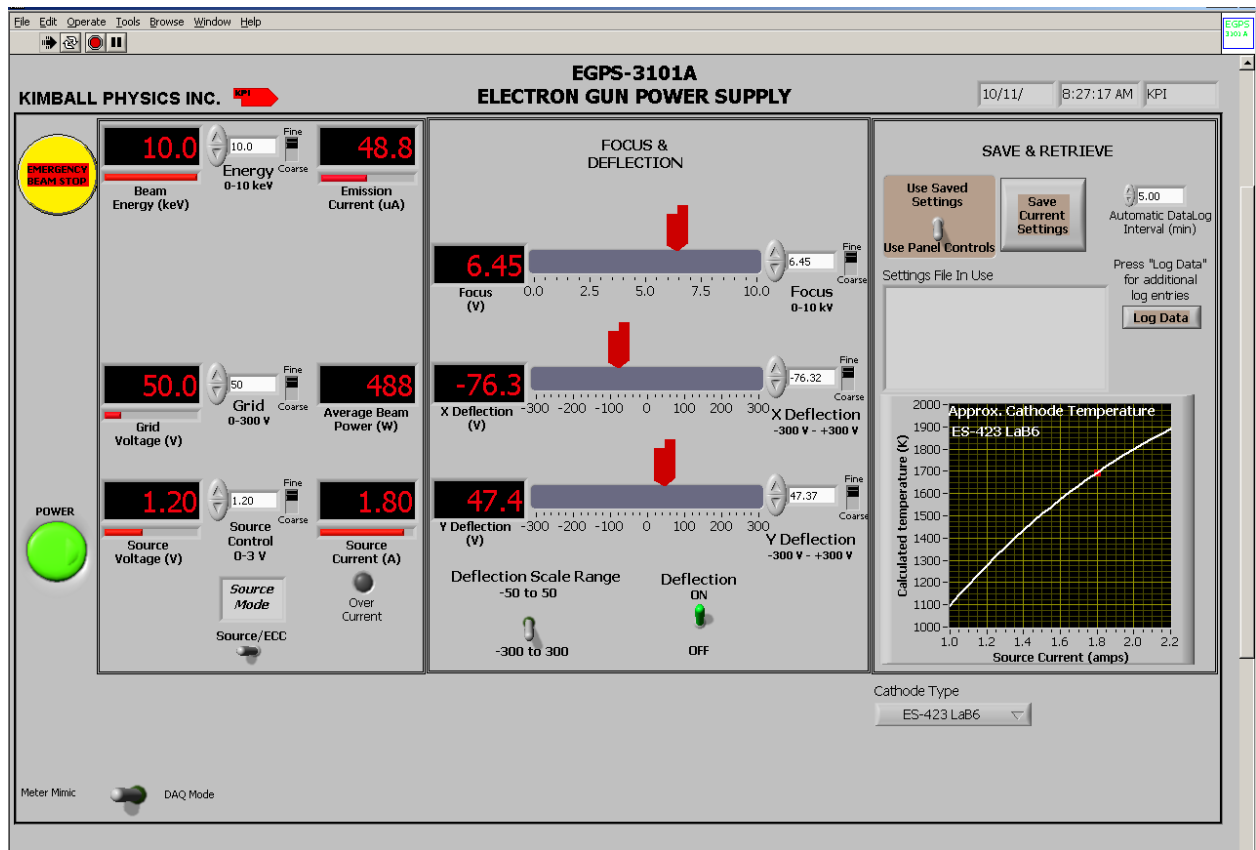 File Edit Operate Tools Browse Window Help
EGPS
3101 A
EGPS-3101A
KIMBALL PHYSICS INC. KPI
ELECTRON GUN POWER SUPPLY
10/11/ 8:27:17 AM KPI
EMERGENCY
BEAM STOP
POWER
10.0
Beam
Energy (keV)
10.0
Fine
Coarse
Energy
0-10 keV
48.8
Emission
Current (uA)
50.0
Grid
Voltage (V)
50
Fine
Coarse
Grid
0-300 V
488
Average Beam
Power (W)
1.20
Source
Voltage (V)
1.20
Fine
Coarse
Source
Control
0-3 V
1.80
Source
Current (A)
Source
Mode
Over
Current
Source/ECC
FOCUS &
DEFLECTION
6.45
Focus
(V)
0.0 2.5 5.0 7.5 10.0
6.45
Fine
Coarse
Focus
0-10 kV
-76.3
X Deflection
(V)
-300 -200 -100 0 100 200 300
-76.32
Fine
Coarse
X Deflection
-300 V - +300 V
47.4
Y Deflection
(V)
-300 -200 -100 0 100 200 300
47.37
Fine
Coarse
Y Deflection
-300 V - +300 V
Deflection Scale Range
-50 to 50
-300 to 300
Deflection
ON
OFF
SAVE & RETRIEVE
Use Saved
Settings
Use Panel Controls
Save
Current
Settings
5.00
Automatic DataLog
Interval (min)
Settings File In Use
Press "Log Data"
for additional
log entries
Log Data
Approx. Cathode Temperature
ES-423 LaB6
Calculated temperature (K)
2000
1900
1800
1700
1600
1500
1400
1300
1200
1100
1000
1.0 1.2 1.4 1.6 1.8 2.0 2.2
Source Current (amps)
Cathode Type
ES-423 LaB6
Meter Mimic
DAQ Mode